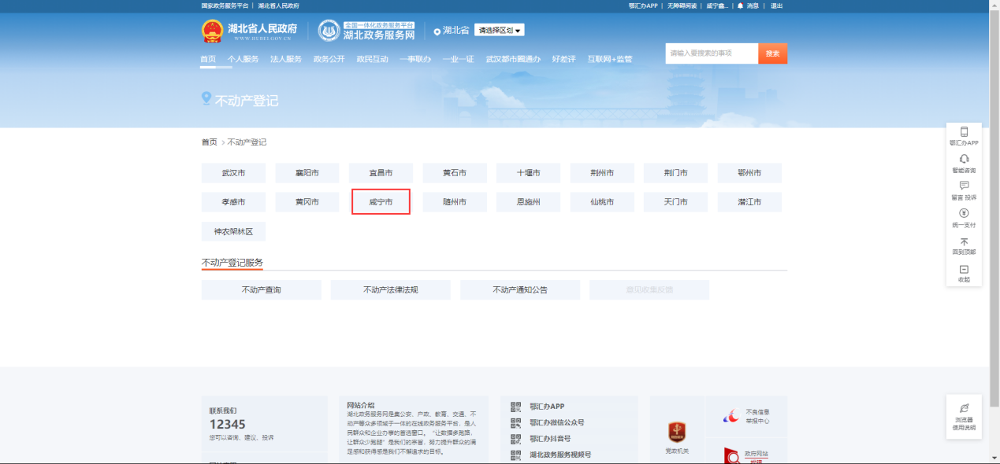 国家政务服务平台 | 湖北省人民政府
鄂汇办APP | 无障碍阅读 | 咸宁鑫... | 消息 | 退出
湖北省人民政府
WWW.HUBEI.GOV.CN
全国一体化政务服务平台
湖北政务服务网
湖北省
请选择区划
首页 个人服务 法人服务 政务公开 政民互动 一事联办 一业一证 武汉都市圈通办 好差评 互联网+监管
请输入要搜索的事项
搜索
不动产登记
首页 > 不动产登记
武汉市 襄阳市 宜昌市 黄石市 十堰市 荆州市 荆门市 鄂州市
孝感市 黄冈市 咸宁市 随州市 恩施州 仙桃市 天门市 潜江市
神农架林区
不动产登记服务
不动产查询 不动产法律法规 不动产通知公告 意见收集反馈
鄂汇办APP
智能咨询
留言 投诉
统一支付
回到顶部
收起
浏览器
使用说明
联系我们
12345
您可以咨询、建议、投诉
网站介绍
湖北政务服务网是集公安、户政、教育、交通、不
动产等众多领域于一体的在线政务服务平台，是人
民群众和企业办事的首选窗口。“让数据多跑路，
让群众少跑腿”是我们的宗旨，努力提升群众的满
足感和获得感是我们不懈追求的目标。
鄂汇办APP
鄂汇办微信公众号
鄂汇办抖音号
湖北政务服务视频号
党政机关
不良信息
举报中心
政府网站
找错